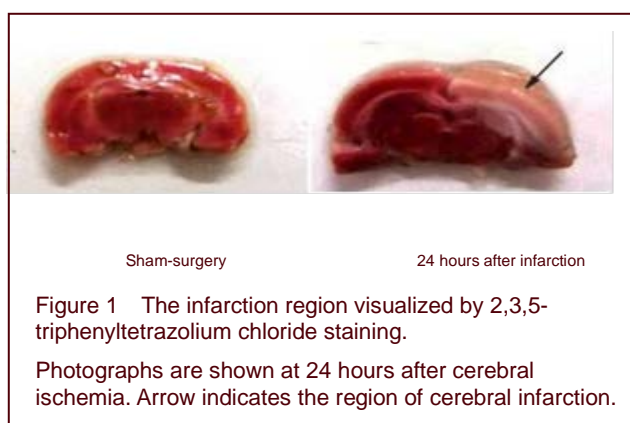 Sham-surgery 24 hours after infarction
Figure 1 The infarction region visualized by 2,3,5-
triphenyltetrazolium chloride staining.
Photographs are shown at 24 hours after cerebral
ischemia. Arrow indicates the region of cerebral infarction.